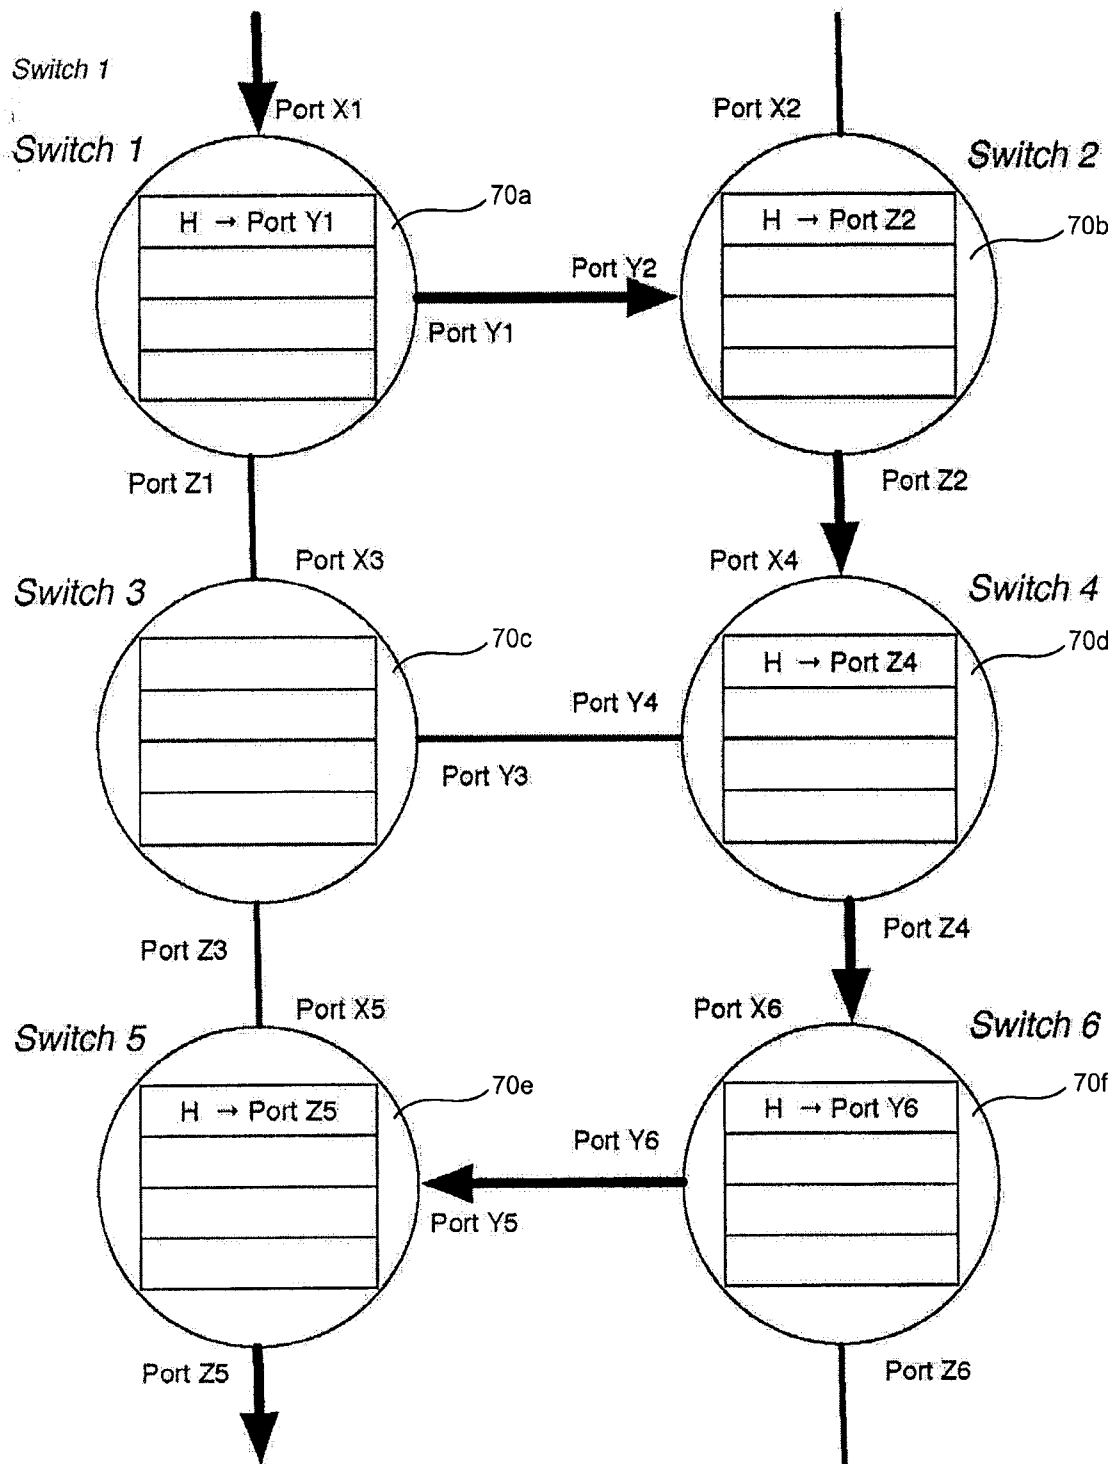 Switch 1
Port X1
Port X2
Switch 1
Switch 2
70a
H → Port Y1
H → Port Z2
70b
Port Y2
Port Y1
Port Z1
Port Z2
Port X3
Port X4
Switch 3
Switch 4
70c
H → Port Z4
70d
Port Y4
Port Y3
Port Z3
Port Z4
Port X5
Port X6
Switch 5
Switch 6
70e
H → Port Z5
H → Port Y6
70f
Port Y6
Port Y5
Port Z5
Port Z6